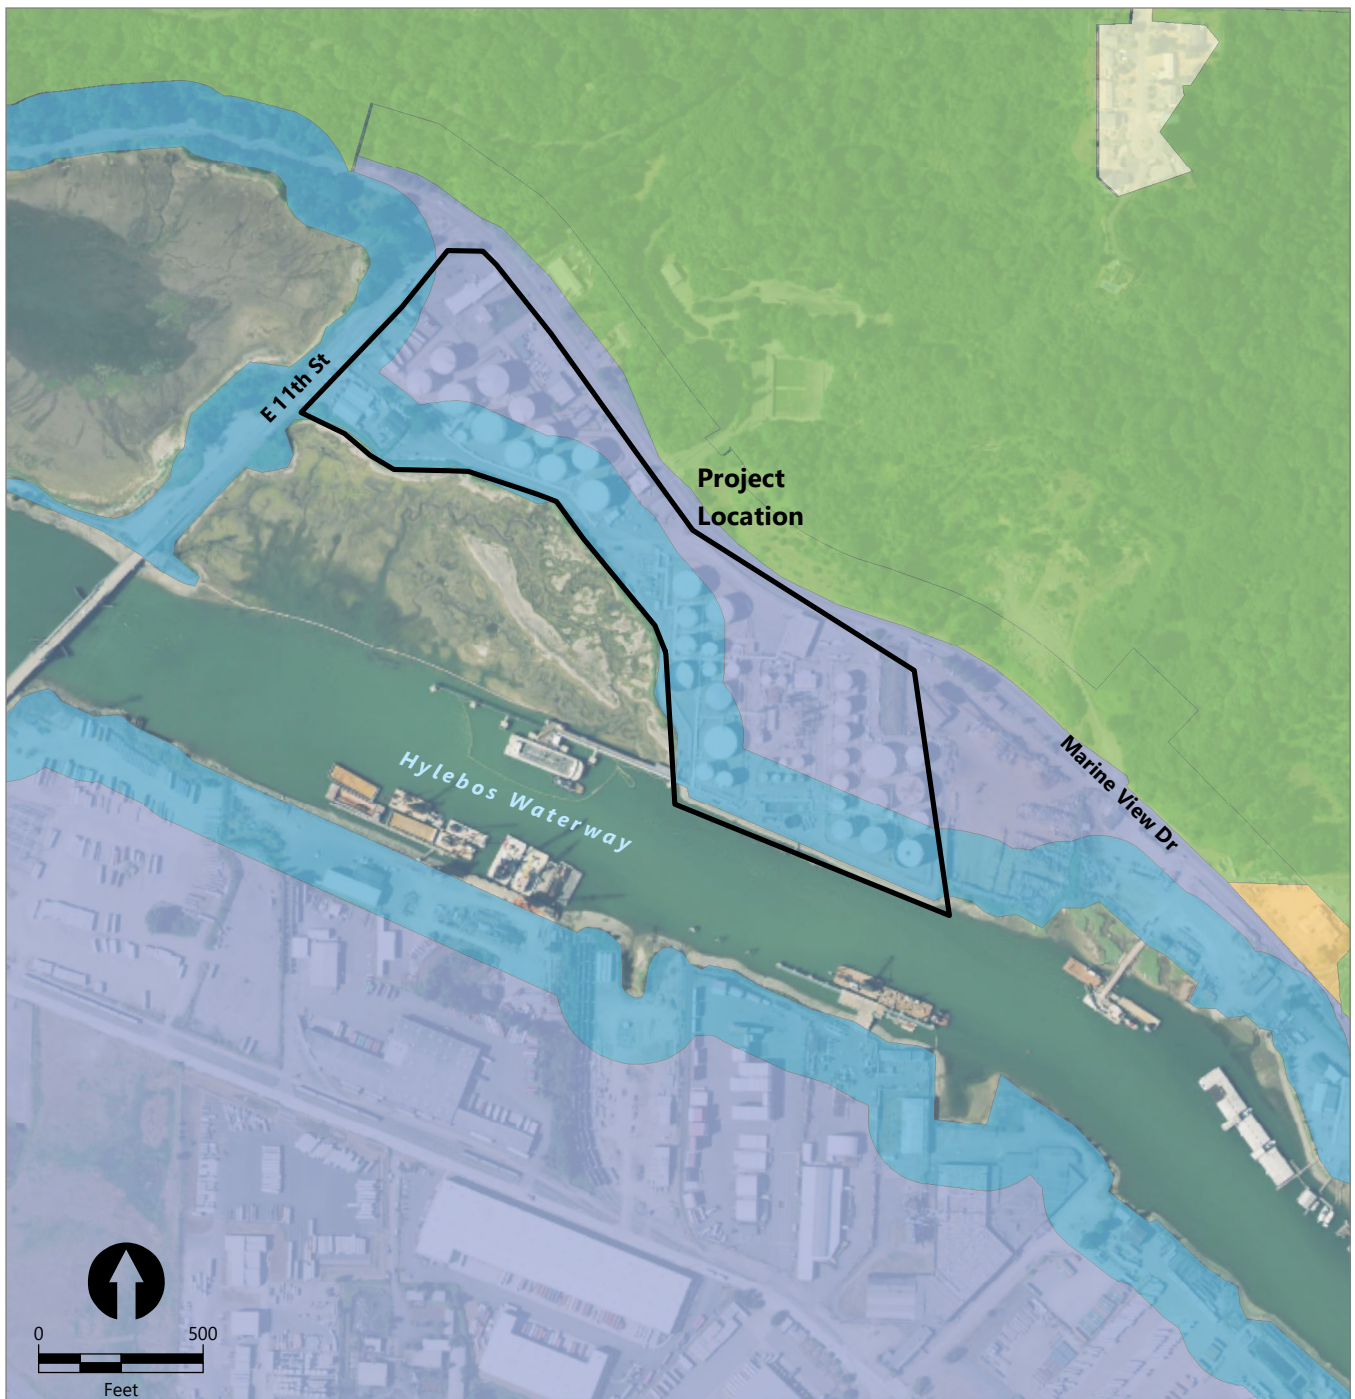 E 11th St
Project
Location
Hylebos Waterway
Marine View Dr
0 500
Feet